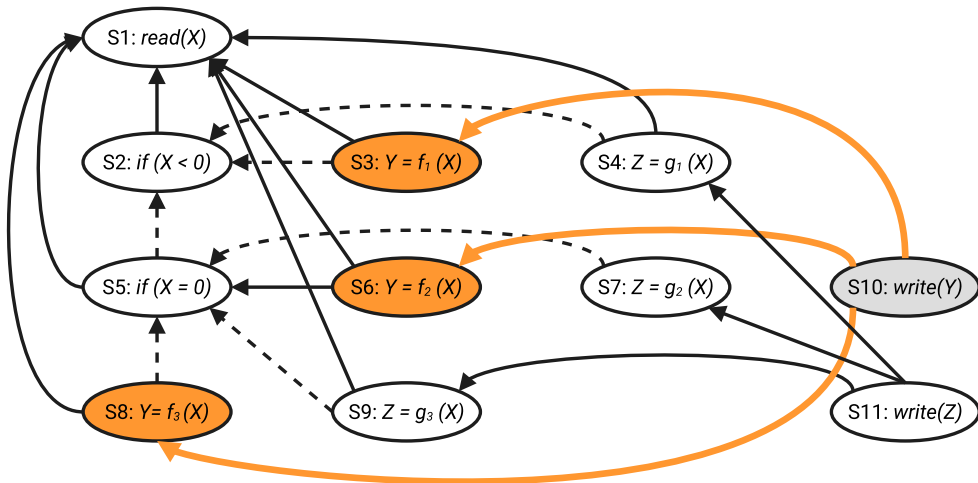 S1: read(X)
S2: if (X < 0)
S3: Y = f₁ (X)
S4: Z = g₁ (X)
S5: if (X = 0)
S6: Y = f₂ (X)
S7: Z = g₂ (X)
S10: write(Y)
S8: Y= f₃ (X)
S9: Z = g₃ (X)
S11: write(Z)